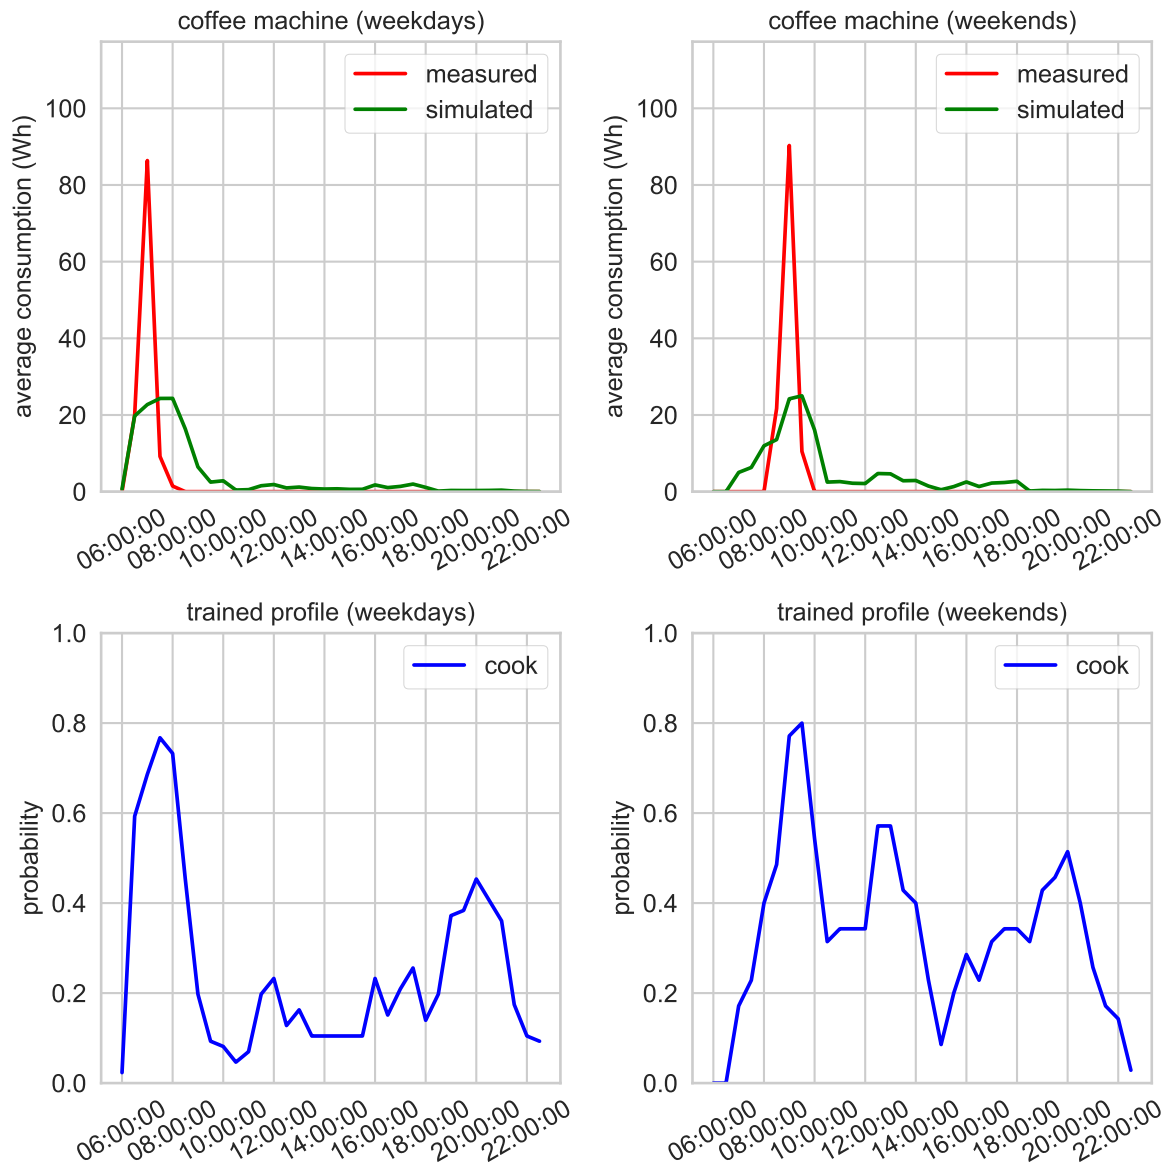 coffee machine (weekdays)
measured
simulated
average consumption (Wh)
100
80
60
40
20
0
06:00:00 08:00:00 10:00:00 12:00:00 14:00:00 16:00:00 18:00:00 20:00:00 22:00:00
coffee machine (weekends)
measured
simulated
average consumption (Wh)
100
80
60
40
20
0
06:00:00 08:00:00 10:00:00 12:00:00 14:00:00 16:00:00 18:00:00 20:00:00 22:00:00
trained profile (weekdays)
cook
probability
1.0
0.8
0.6
0.4
0.2
0.0
06:00:00 08:00:00 10:00:00 12:00:00 14:00:00 16:00:00 18:00:00 20:00:00 22:00:00
trained profile (weekends)
cook
probability
1.0
0.8
0.6
0.4
0.2
0.0
06:00:00 08:00:00 10:00:00 12:00:00 14:00:00 16:00:00 18:00:00 20:00:00 22:00:00